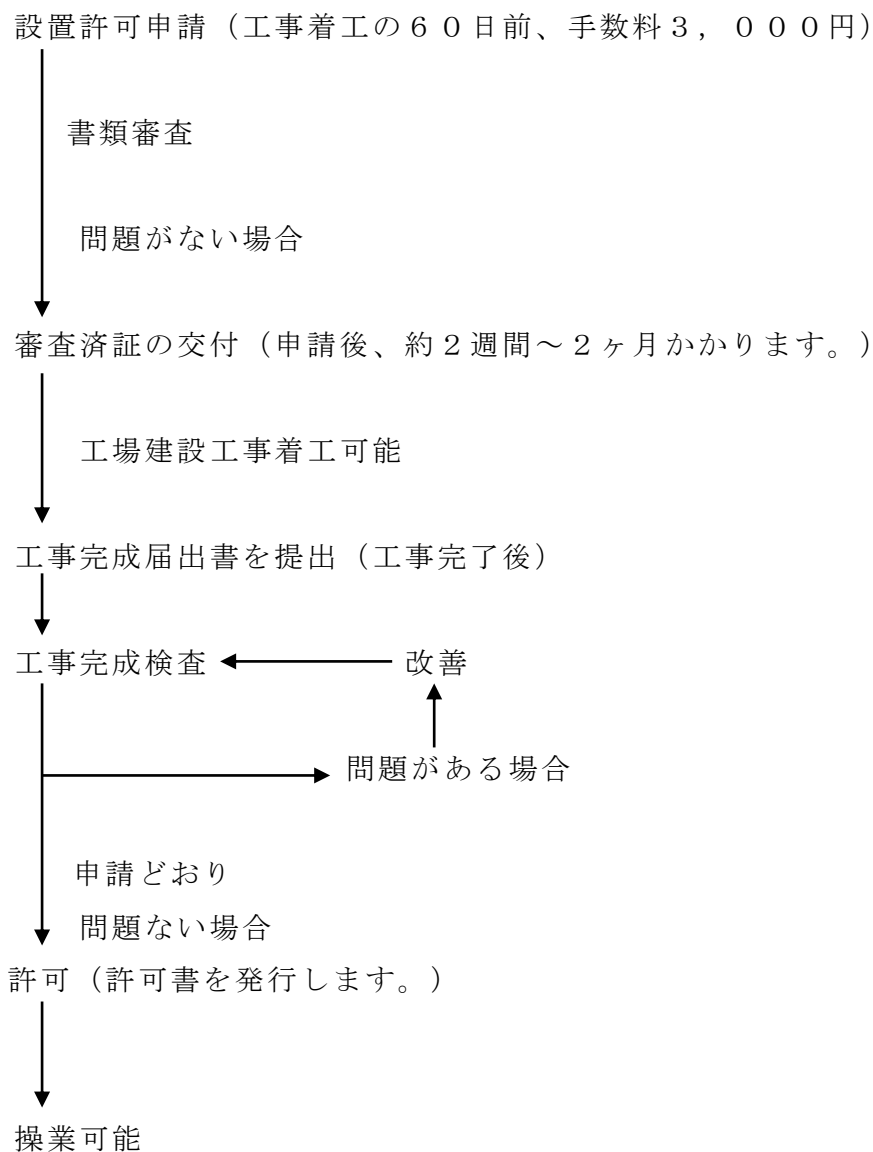 設置許可申請（工事着工の６０日前、手数料３，０００円）
書類審査
問題がない場合
審査済証の交付（申請後、約２週間～２ヶ月かかります。）
工場建設工事着工可能
工事完成届出書を提出（工事完了後）
工事完成検査
改善
問題がある場合
申請どおり
問題ない場合
許可（許可書を発行します。）
操業可能